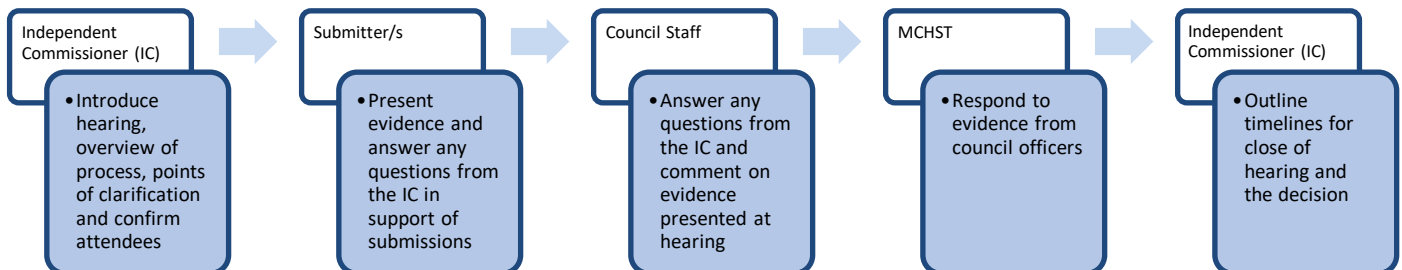 Independent
Commissioner (IC)
•Introduce
hearing,
overview of
process, points
of clarification
and confirm
attendees
Submitter/s
•Present
evidence and
answer any
questions from
the IC in
support of
submissions
Council Staff
•Answer any
questions from
the IC and
comment on
evidence
presented at
hearing
MCHST
•Respond to
evidence from
council officers
Independent
Commissioner (IC)
•Outline
timelines for
close of
hearing and
the decision